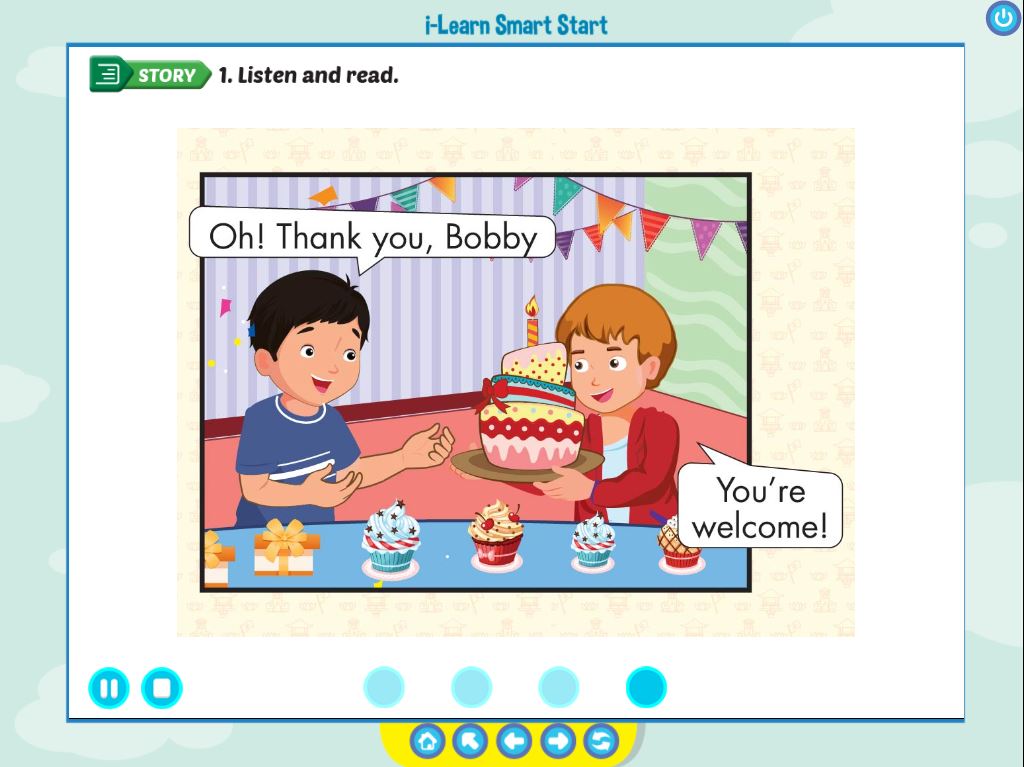 i-Learn Smart Start
STORY 1. Listen and read.
Oh! Thank you, Bobby
You're
welcome!